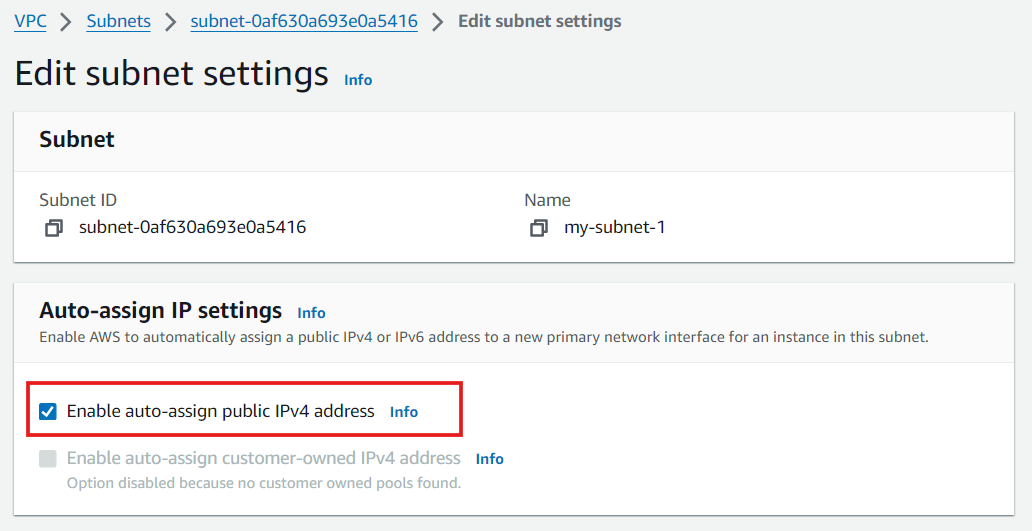 VPC > Subnets > subnet-0af630a693e0a5416 > Edit subnet settings
Edit subnet settings Info
Subnet
Subnet ID Name
subnet-0af630a693e0a5416 my-subnet-1
Auto-assign IP settings Info
Enable AWS to automatically assign a public IPv4 or IPv6 address to a new primary network interface for an instance in this subnet.
Enable auto-assign public IPv4 address Info
Enable auto-assign customer-owned IPv4 address Info
Option disabled because no customer owned pools found.